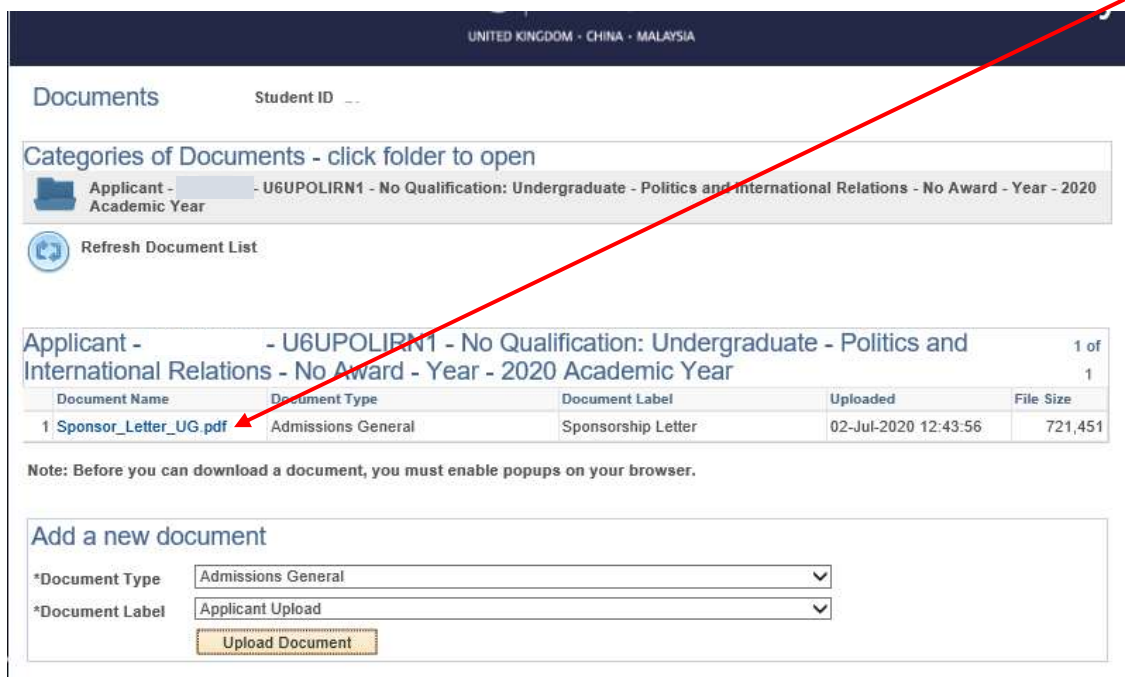 UNITED KINGDOM · CHINA · MALAYSIA
Documents Student ID
Categories of Documents - click folder to open
Applicant - - U6UPOLIRN1 - No Qualification: Undergraduate - Politics and International Relations - No Award - Year - 2020
Academic Year
Refresh Document List
Applicant - - U6UPOLIRN1 - No Qualification: Undergraduate - Politics and 1 of
International Relations - No Award - Year - 2020 Academic Year 1
Document Name Document Type Document Label Uploaded File Size
1 Sponsor_Letter_UG.pdf Admissions General Sponsorship Letter 02-Jul-2020 12:43:56 721,451
Note: Before you can download a document, you must enable popups on your browser.
Add a new document
*Document Type Admissions General
*Document Label Applicant Upload
Upload Document